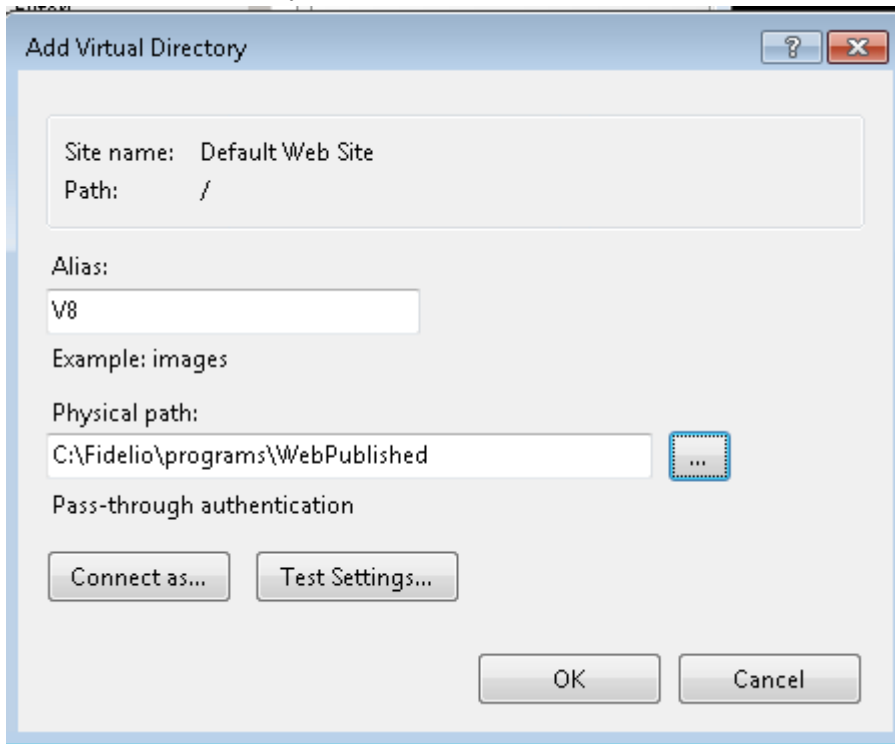 Add Virtual Directory
Site name: Default Web Site
Path: /
Alias:
V8
Example: images
Physical path:
C:\Fidelio\programs\WebPublished
...
Pass-through authentication
Connect as... Test Settings...
OK Cancel